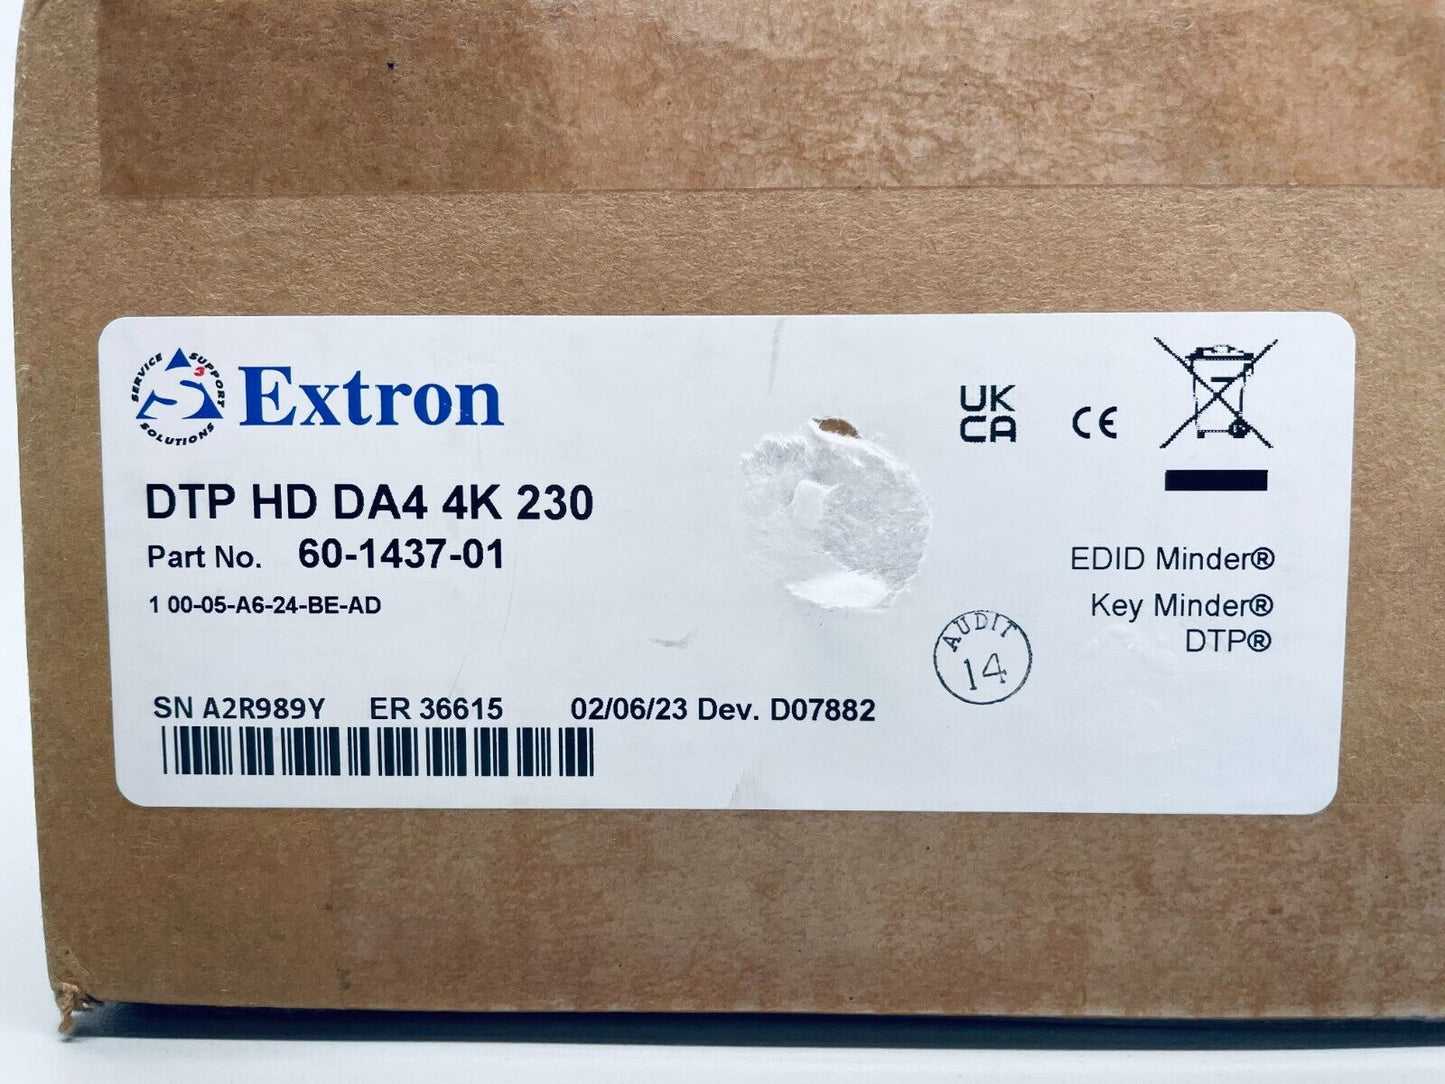 SERVICE SUPPORT SOLUTIONS
S3
Extron
UK
CA
CE
DTP HD DA4 4K 230
Part No. 60-1437-01
1 00-05-A6-24-BE-AD
EDID Minder®
Key Minder®
DTP®
AUDIT
14
SN A2R989Y ER 36615 02/06/23 Dev. D07882